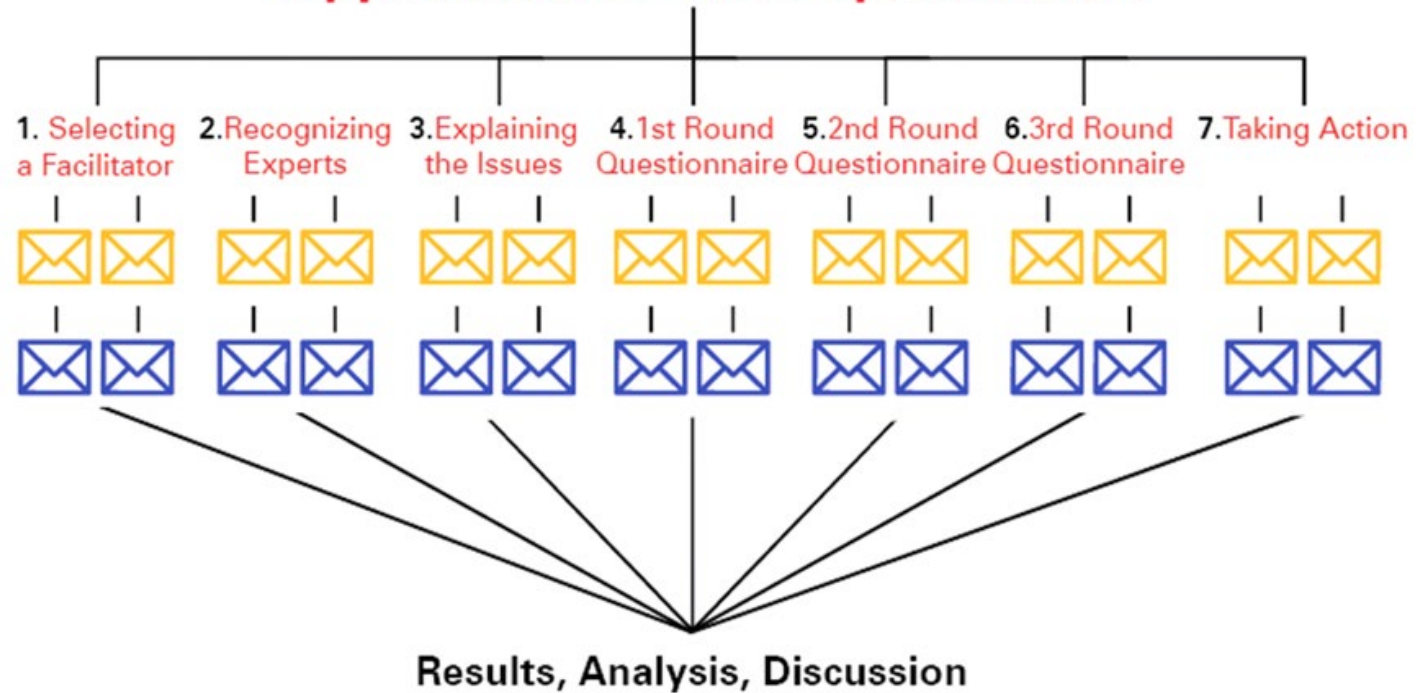 1. Selecting
a Facilitator
2.Recognizing
Experts
3.Explaining
the Issues
4.1st Round
Questionnaire
5.2nd Round
Questionnaire
6.3rd Round
Questionnaire
7.Taking Action
Results, Analysis, Discussion